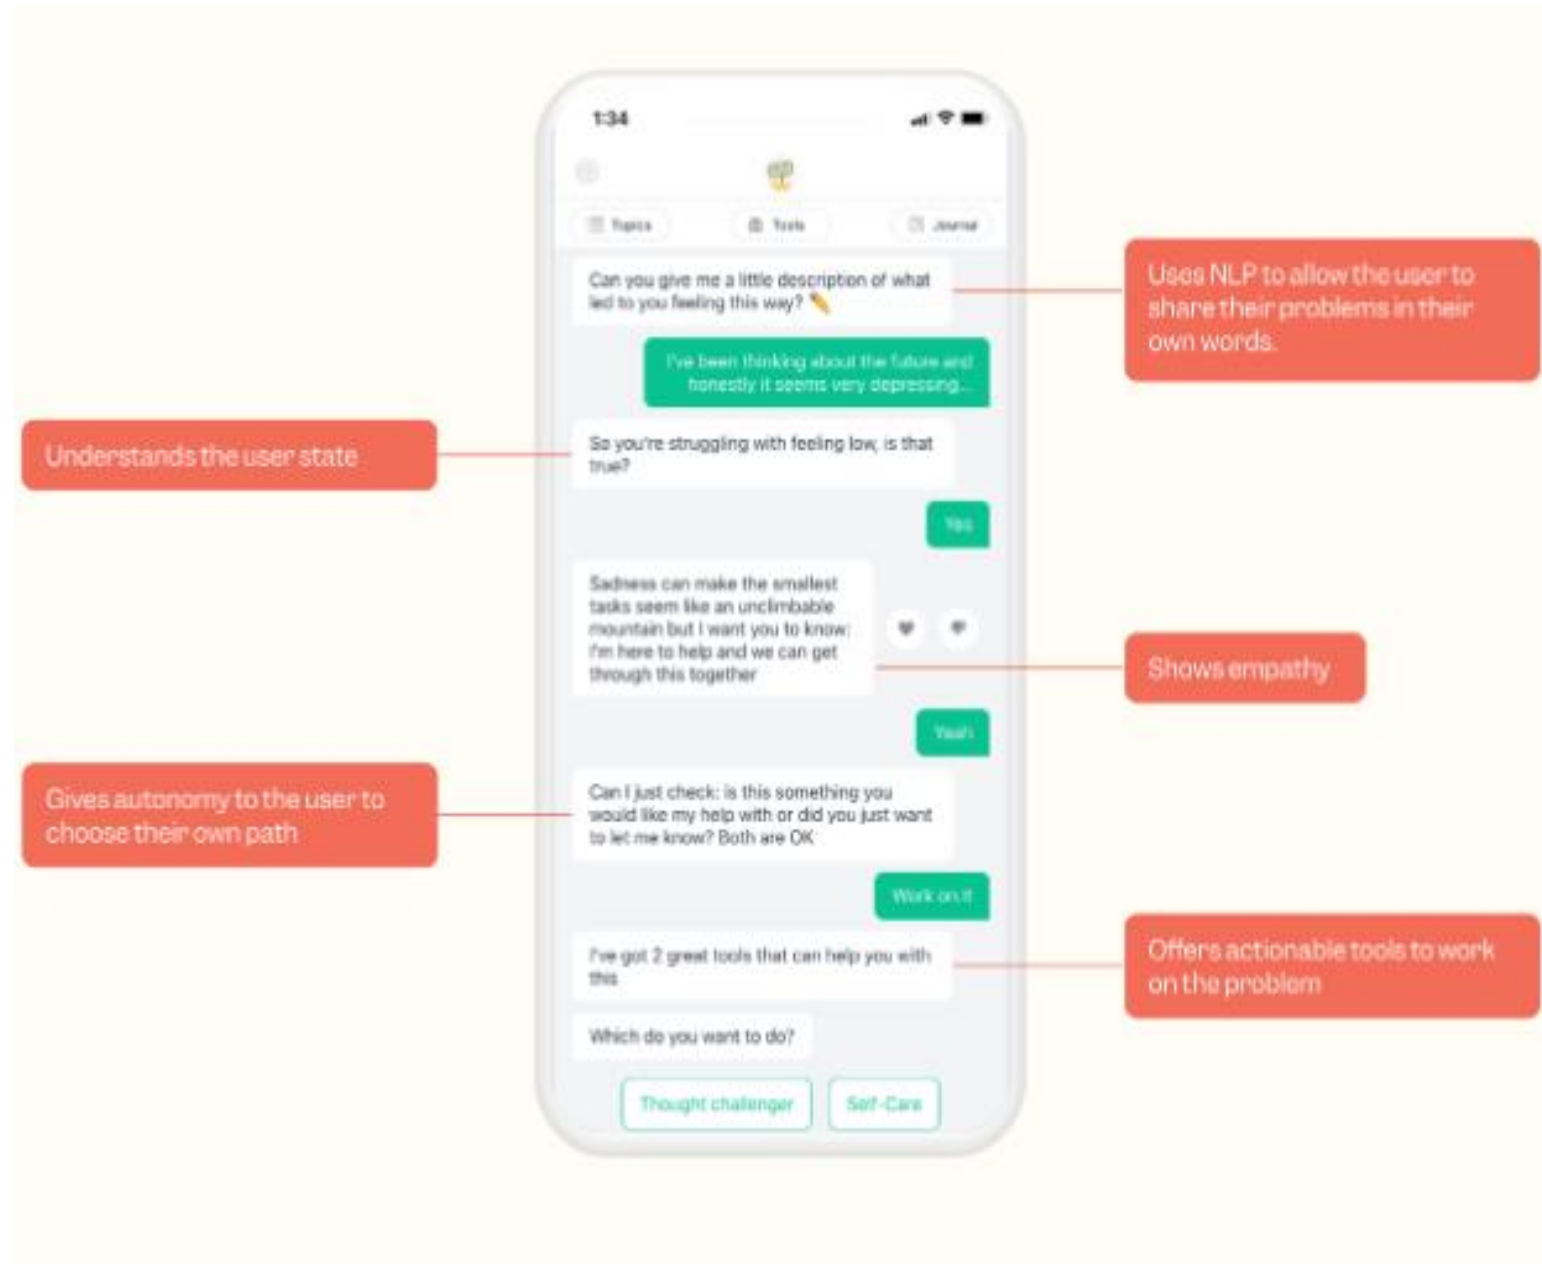 1:34
Topics
Tools
Journal
Can you give me a little description of what
led to you feeling this way?
Uses NLP to allow the user to
share their problems in their
own words.
I've been thinking about the future and
honestly it seems very depressing...
Understands the user state
So you're struggling with feeling low, is that
true?
Yes
Sadness can make the smallest
tasks seem like an unclimbable
mountain but I want you to know:
I'm here to help and we can get
through this together
Shows empathy
Yeah
Gives autonomy to the user to
choose their own path
Can I just check: is this something you
would like my help with or did you just want
to let me know? Both are OK
Work on it
I've got 2 great tools that can help you with
this
Offers actionable tools to work
on the problem
Which do you want to do?
Thought challenger
Self-Care